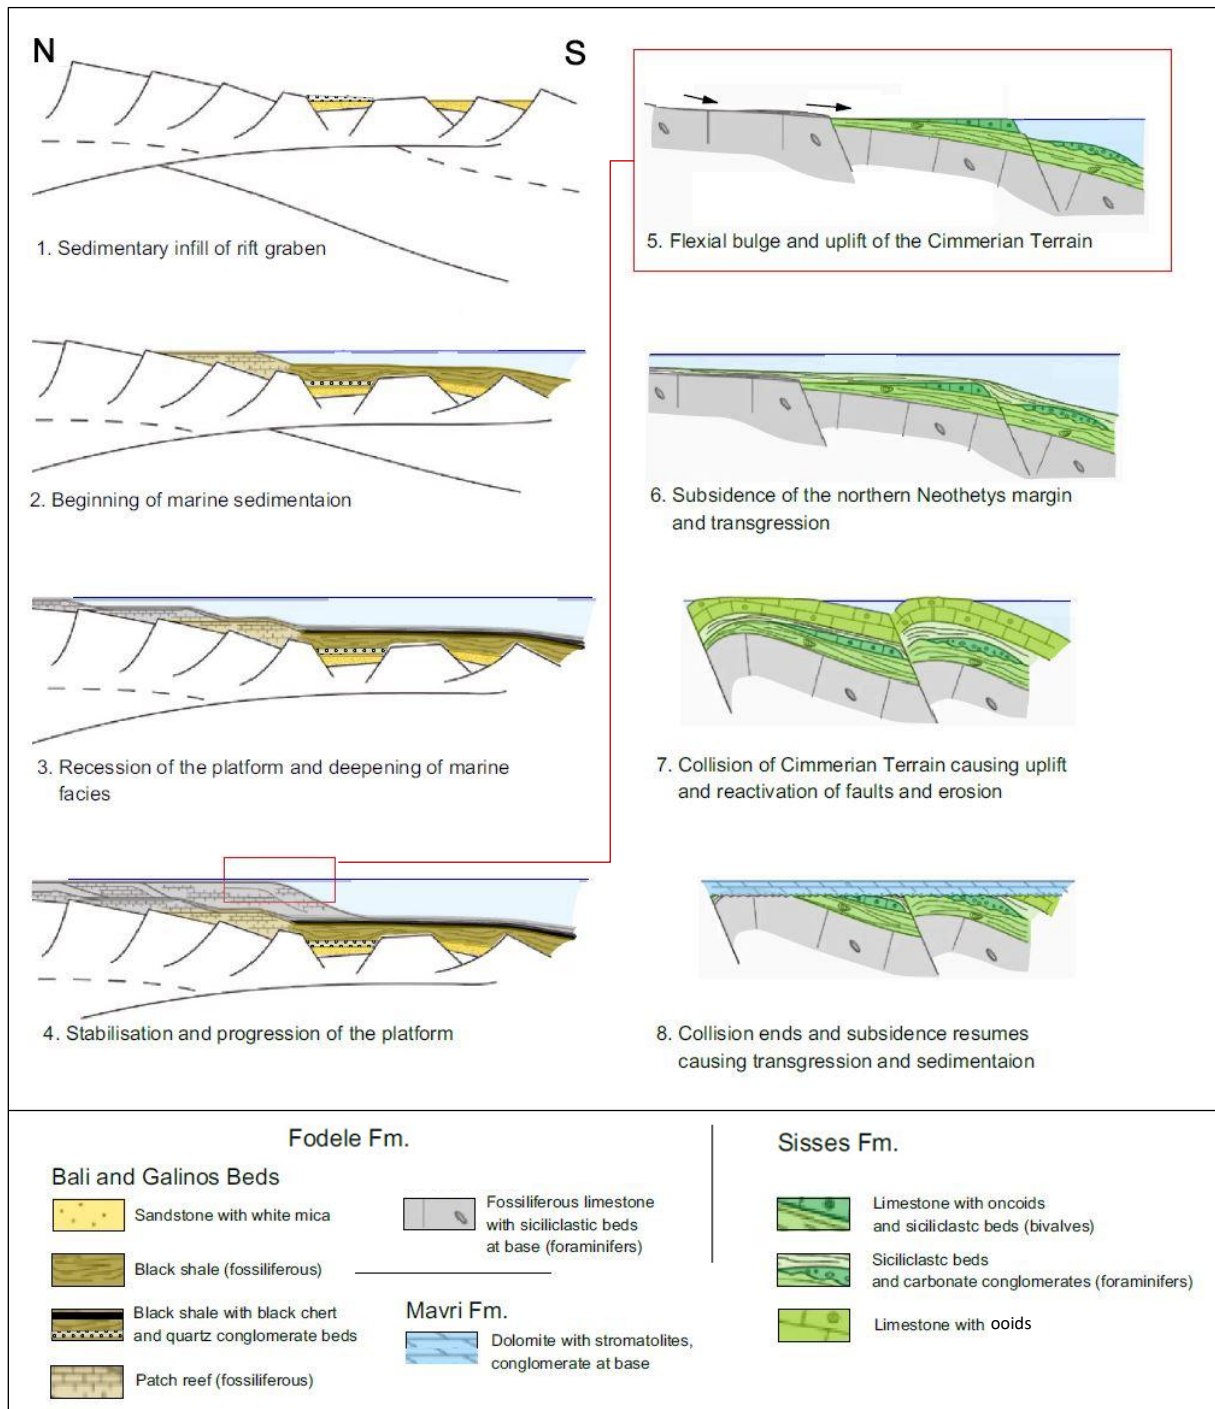 N
S
1. Sedimentary infill of rift graben
2. Beginning of marine sedimentaion
3. Recession of the platform and deepening of marine
facies
4. Stabilisation and progression of the platform
5. Flexial bulge and uplift of the Cimmerian Terrain
6. Subsidence of the northern Neothetys margin
and transgression
7. Collision of Cimmerian Terrain causing uplift
and reactivation of faults and erosion
8. Collision ends and subsidence resumes
causing transgression and sedimentaion
Fodele Fm.
Bali and Galinos Beds
Sandstone with white mica
Black shale (fossiliferous)
Black shale with black chert
and quartz conglomerate beds
Patch reef (fossiliferous)
Fossiliferous limestone
with siciliclastic beds
at base (foraminifers)
Mavri Fm.
Dolomite with stromatolites,
conglomerate at base
Sisses Fm.
Limestone with oncoids
and siciliclastc beds (bivalves)
Siciliclastc beds
and carbonate conglomerates (foraminifers)
Limestone with ooids